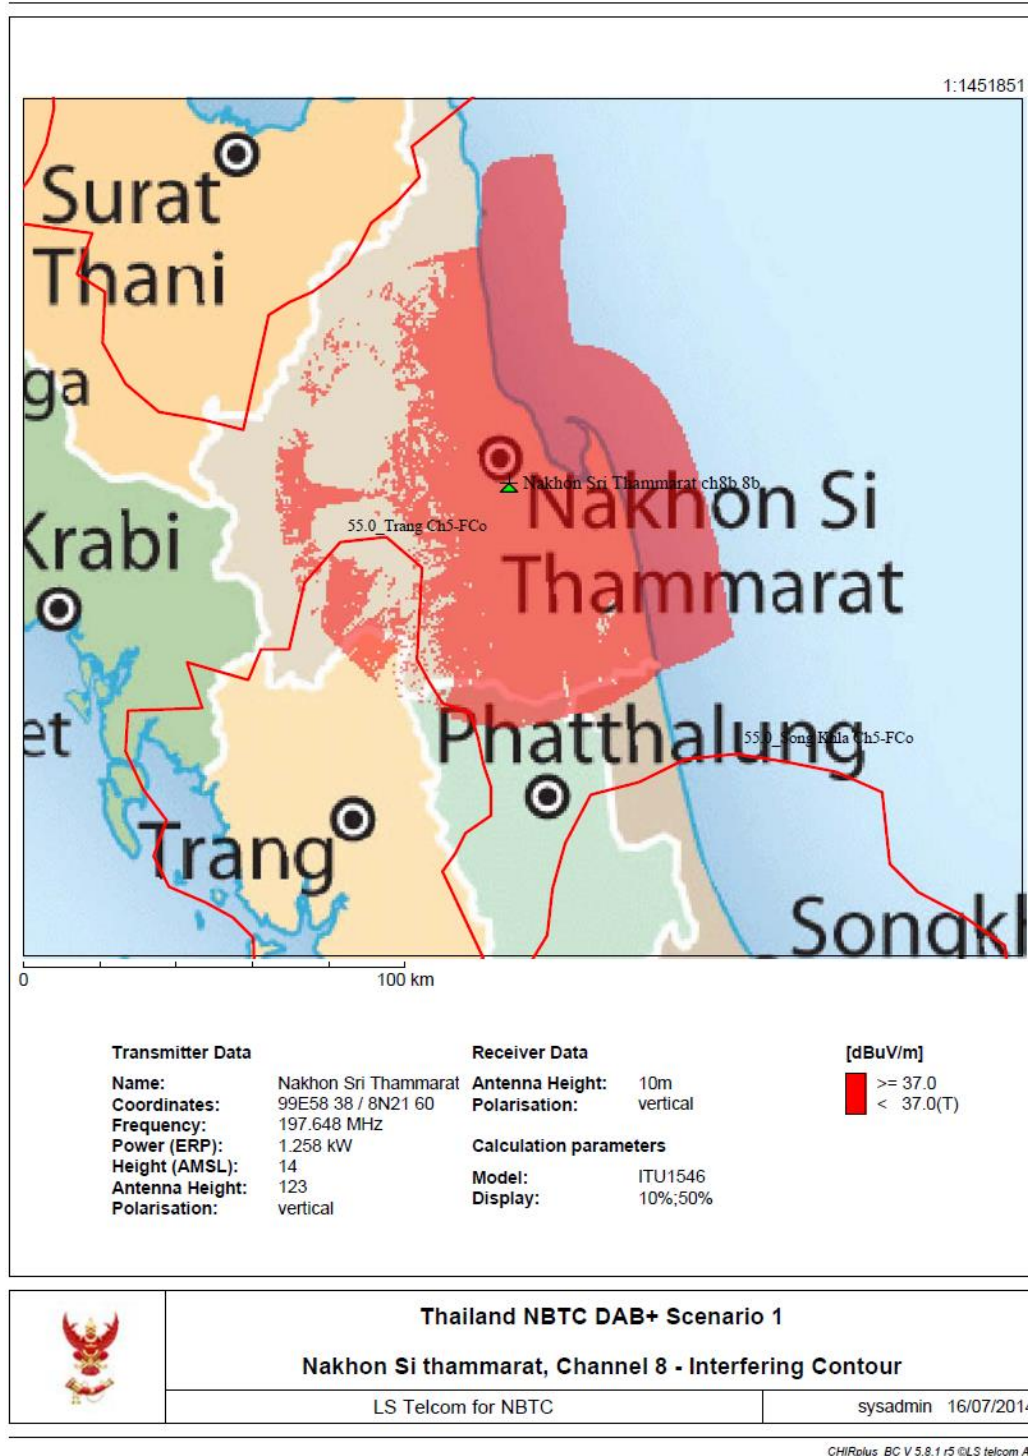 1:1451851
Surat
Thani
ga
Nakhon Sri Thammarat ch8b 8b
Nakhon Si
Thammarat
55.0_Trang Ch5-FCo
Krabi
et
Phatthalung
55.0_Song Khla Ch5-FCo
Trang
Songkh
0 100 km
Transmitter Data
Name: Nakhon Sri Thammarat
Coordinates: 99E58 38 / 8N21 60
Frequency: 197.648 MHz
Power (ERP): 1.258 kW
Height (AMSL): 14
Antenna Height: 123
Polarisation: vertical
Receiver Data
Antenna Height: 10m
Polarisation: vertical
Calculation parameters
Model: ITU1546
Display: 10%;50%
[dBuV/m]
>= 37.0
< 37.0(T)
Thailand NBTC DAB+ Scenario 1
Nakhon Si thammarat, Channel 8 - Interfering Contour
LS Telcom for NBTC
sysadmin 16/07/2014
CHIRplus_BC V 5.8.1 r5 ©LS telcom A